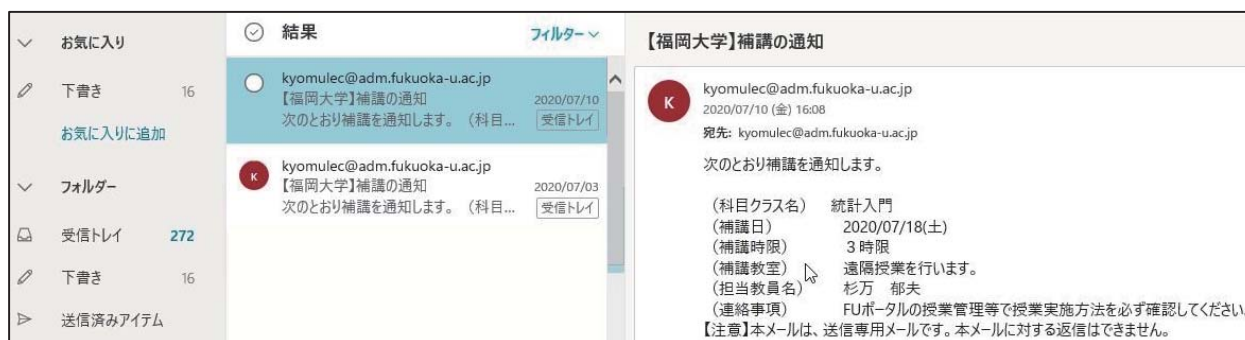 お気に入り
下書き 16
お気に入りに追加
フォルダー
受信トレイ 272
下書き 16
送信済みアイテム
結果 フィルター
kyomulec@adm.fukuoka-u.ac.jp
【福岡大学】補講の通知 2020/07/10
次のとおり補講を通知します。 (科目... 受信トレイ
K
kyomulec@adm.fukuoka-u.ac.jp
【福岡大学】補講の通知 2020/07/03
次のとおり補講を通知します。 (科目... 受信トレイ
【福岡大学】補講の通知
K
kyomulec@adm.fukuoka-u.ac.jp
2020/07/10 (金) 16:08
宛先: kyomulec@adm.fukuoka-u.ac.jp
次のとおり補講を通知します。
(科目クラス名) 統計入門
(補講日) 2020/07/18(土)
(補講時限) 3時限
(補講教室) 遠隔授業を行います。
(担当教員名) 杉万 郁夫
(連絡事項) FUポータルの授業管理等で授業実施方法を必ず確認してください。
【注意】本メールは、送信専用メールです。本メールに対する返信はできません。